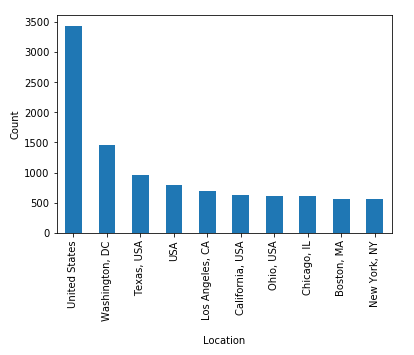 3500
3000
2500
2000
1500
1000
500
0
Count
United States
Washington, DC
Texas, USA
USA
Los Angeles, CA
California, USA
Ohio, USA
Chicago, IL
Boston, MA
New York, NY
Location